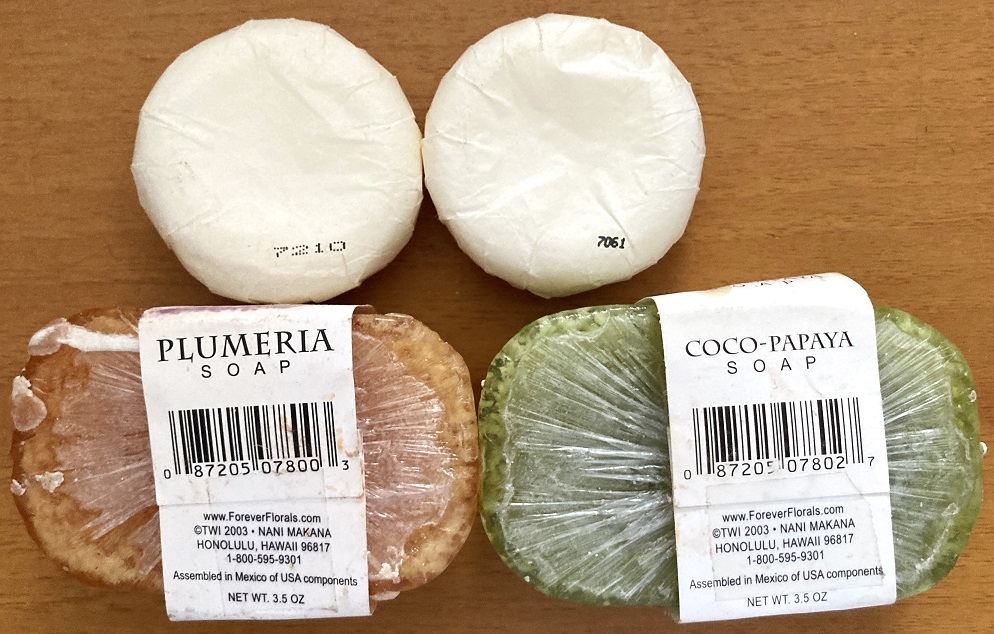 7210
7061
PLUMERIA
SOAP
0 87205 07800 3
www.ForeverFlorals.com
©TWI 2003 • NANI MAKANA
HONOLULU, HAWAII 96817
1-800-595-9301
Assembled in Mexico of USA components
NET WT. 3.5 OZ
COCO-PAPAYA
SOAP
0 87205 07802 7
www.ForeverFlorals.com
©TWI 2003 • NANI MAKANA
HONOLULU, HAWAII 96817
1-800-595-9301
Assembled in Mexico of USA components
NET WT. 3.5 OZ